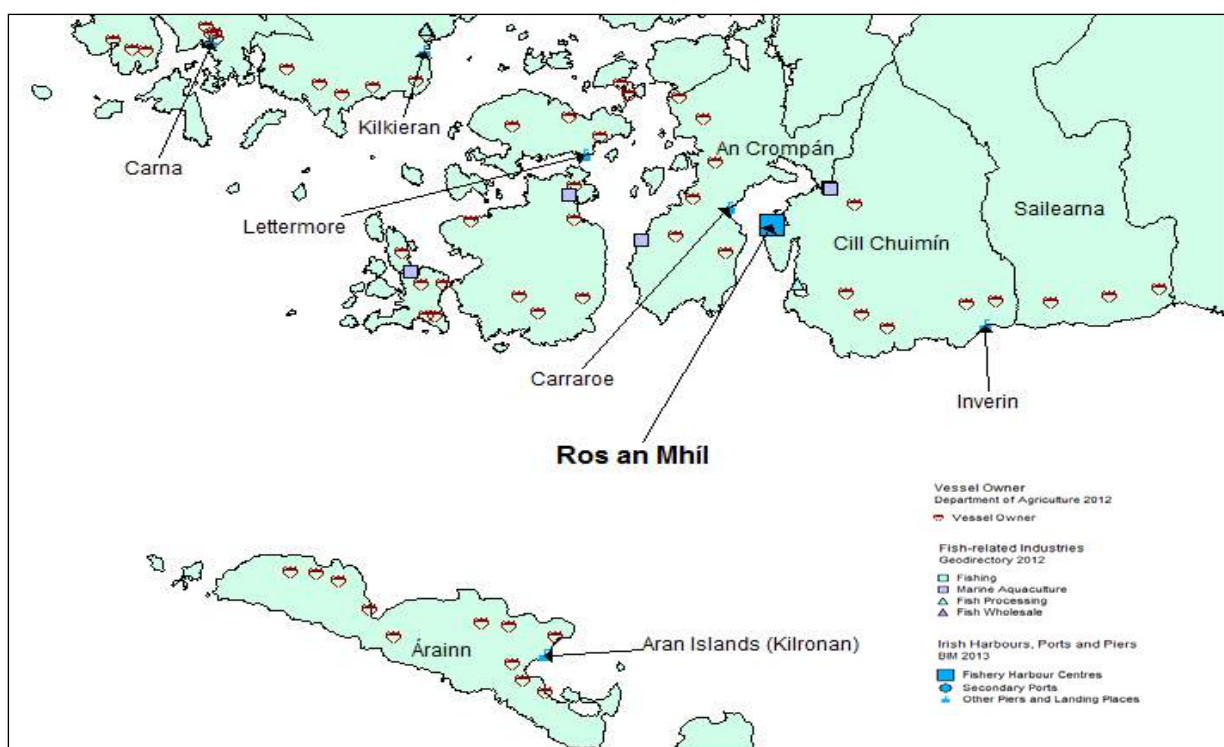 Kilkieran
Carna
An Crompán
Lettermore
Sailearna
Cill Chuimín
Carraroe
Inverin
Ros an Mhíl
Vessel Owner
Department of Agriculture 2012
Vessel Owner
Fish-related Industries
Geodirectory 2012
Fishing
Marine Aquaculture
Fish Processing
Fish Wholesale
Irish Harbours, Ports and Piers
BIM 2013
Fishery Harbour Centres
Secondary Ports
Other Piers and Landing Places
Árainn
Aran Islands (Kilronan)